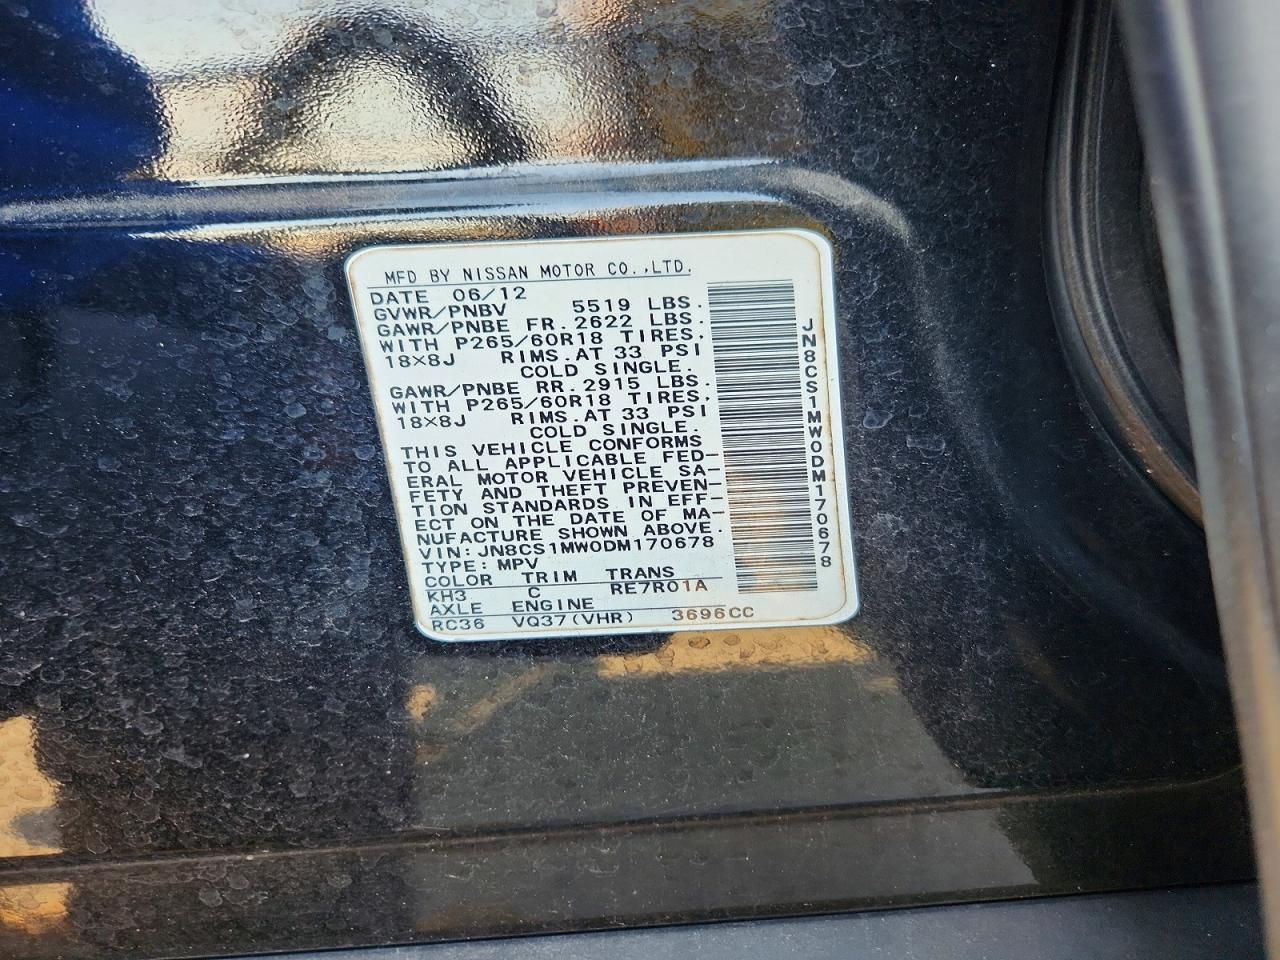 MFD BY NISSAN MOTOR CO.,LTD.
DATE 06/12
GVWR/PNBV 5519 LBS.
GAWR/PNBE FR. 2622 LBS.
WITH P265/60R18 TIRES.
18×8J RIMS.AT 33 PSI
COLD SINGLE.
GAWR/PNBE RR. 2915 LBS.
WITH P265/60R18 TIRES.
18×8J RIMS.AT 33 PSI
COLD SINGLE.
THIS VEHICLE CONFORMS
TO ALL APPLICABLE FED-
ERAL MOTOR VEHICLE SA-
FETY AND THEFT PREVEN-
TION STANDARDS IN EFF-
ECT ON THE DATE OF MA-
NUFACTURE SHOWN ABOVE.
VIN: JN8CS1MW0DM170678
TYPE: MPV
COLOR TRIM TRANS
KH3 C RE7R01A
AXLE ENGINE
RC36 VQ37(VHR) 3696CC
JN8CS1MW0DM170678